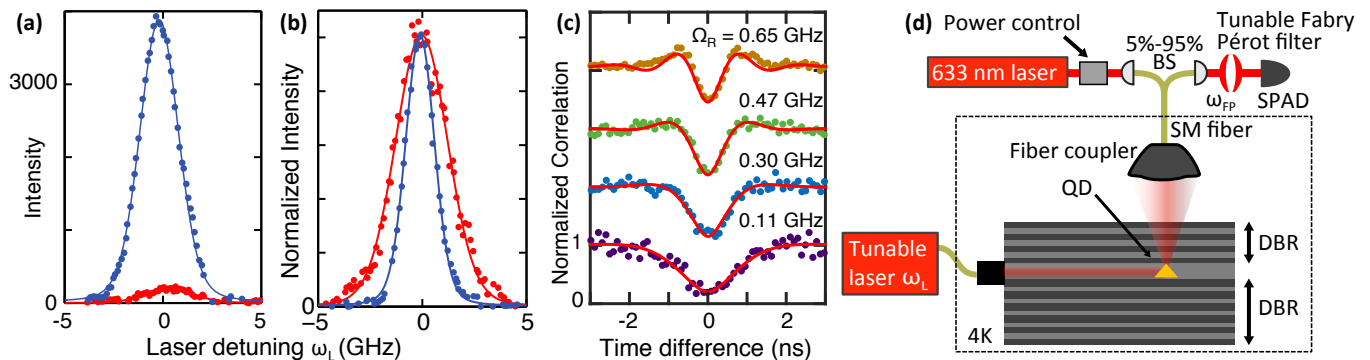 (a)
Intensity
3000
0
-5
0
5
(b)
Normalized Intensity
−5
0
5
Laser detuning ω_L (GHz)
(c)
Normalized Correlation
1
0
Ω_R = 0.65 GHz
0.47 GHz
0.30 GHz
0.11 GHz
-2
0
2
Time difference (ns)
(d)
Power control
5%-95%
BS
Tunable Fabry
Pérot filter
633 nm laser
ω_FP
SPAD
SM fiber
Fiber coupler
QD
DBR
Tunable
laser ω_L
DBR
4K